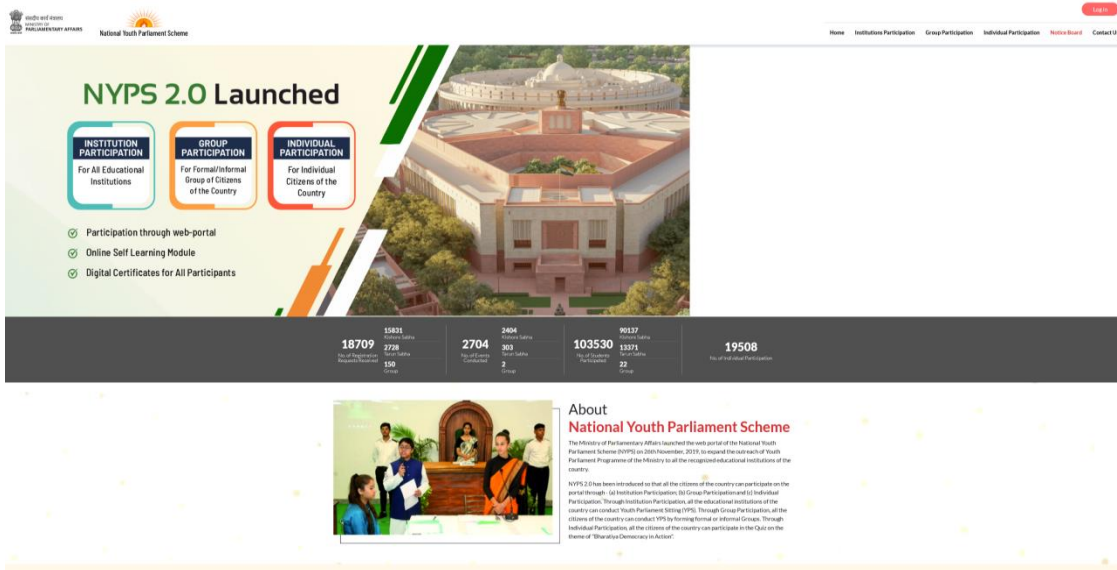 Login
संसदीय कार्य मंत्रालय
MINISTRY OF
PARLIAMENTARY AFFAIRS
National Youth Parliament Scheme
Home Institutions Participation Group Participation Individual Participation Notice Board Contact U
NYPS 2.0 Launched
INSTITUTION
PARTICIPATION
For All Educational
Institutions
GROUP
PARTICIPATION
For Formal/Informal
Group of Citizens
of the Country
INDIVIDUAL
PARTICIPATION
For Individual
Citizens of the
Country
Participation through web-portal
Online Self Learning Module
Digital Certificates for All Participants
18709
No. of Registration
Requests Received
15831
Kishore Sabha
2728
Tarun Sabha
150
Group
2704
No. of Events
Conducted
2404
Kishore Sabha
303
Tarun Sabha
2
Group
103530
No. of Students
Participated
90137
Kishore Sabha
13371
Tarun Sabha
22
Group
19508
No. of Individual Participation
About
National Youth Parliament Scheme
The Ministry of Parliamentary Affairs launched the web portal of the National Youth
Parliament Scheme (NYPS) on 26th November, 2019, to expand the outreach of Youth
Parliament Programme of the Ministry to all the recognized educational institutions of the
country.
NYPS 2.0 has been introduced so that all the citizens of the country can participate on the
portal through - (a) Institution Participation, (b) Group Participation and (c) Individual
Participation. Through Institution Participation, all the educational institutions of the
country can conduct Youth Parliament Sitting (YPS). Through Group Participation, all the
citizens of the country can conduct YPS by forming formal or informal Groups. Through
Individual Participation, all the citizens of the country can participate in the Quiz on the
theme of "Bharatiya Democracy in Action".